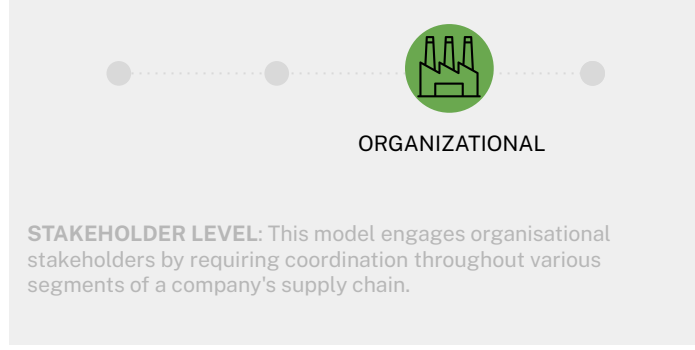 ORGANIZATIONAL
STAKEHOLDER LEVEL: This model engages organisational
stakeholders by requiring coordination throughout various
segments of a company's supply chain.